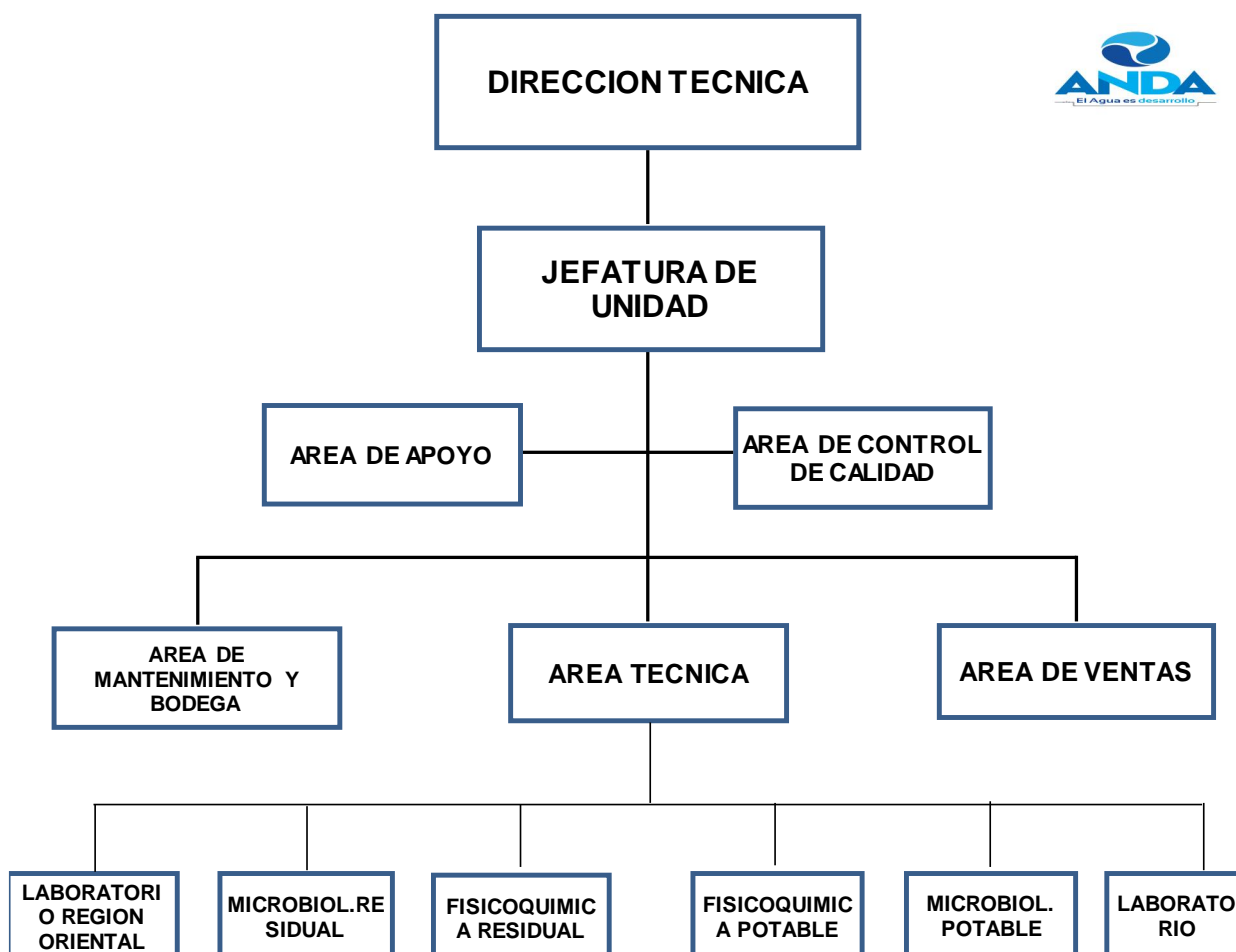 DIRECCION TECNICA
ANDA
El Agua es desarrollo
JEFATURA DE
UNIDAD
AREA DE APOYO
AREA DE CONTROL
DE CALIDAD
AREA DE
MANTENIMIENTO Y
BODEGA
AREA TECNICA
AREA DE VENTAS
LABORATORI
O REGION
ORIENTAL
MICROBIOL.RE
SIDUAL
FISICOQUIMIC
A RESIDUAL
FISICOQUIMIC
A POTABLE
MICROBIOL.
POTABLE
LABORATO
RIO